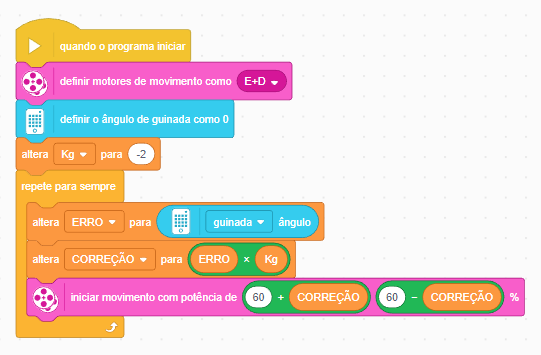 quando o programa iniciar
definir motores de movimento como E+D
definir o ângulo de guinada como 0
altera Kg para -2
repete para sempre
altera ERRO para guinada ângulo
altera CORREÇÃO para ERRO × Kg
iniciar movimento com potência de 60 + CORREÇÃO 60 − CORREÇÃO %